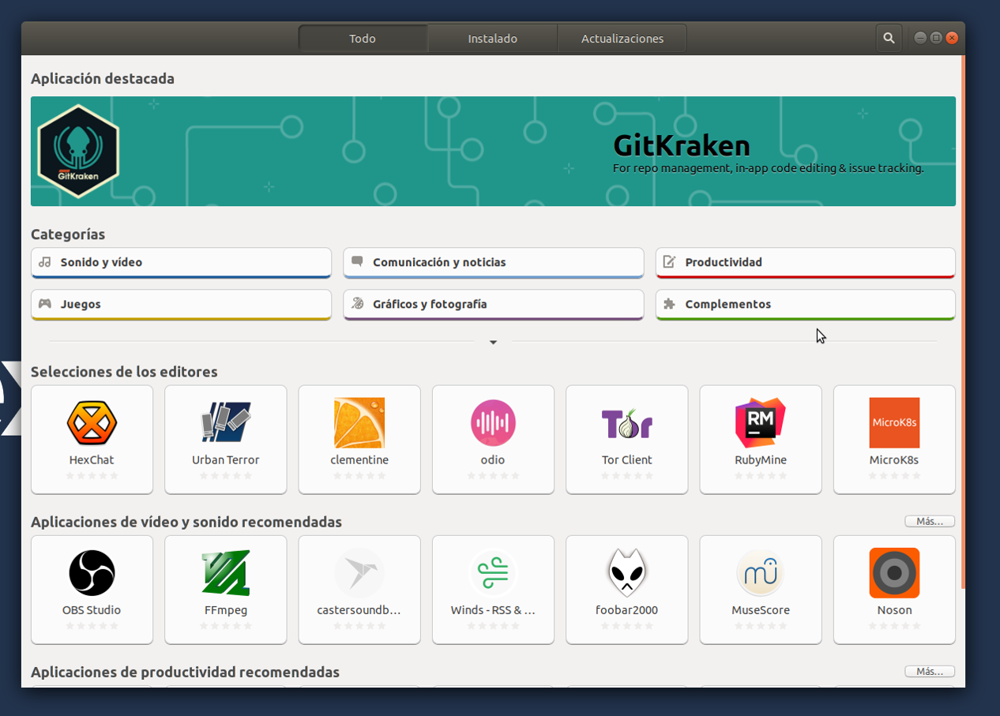 Todo
Instalado
Actualizaciones
Aplicación destacada
GitKraken
GitKraken
For repo management, in-app code editing & issue tracking.
Categorías
Sonido y vídeo
Comunicación y noticias
Productividad
Juegos
Gráficos y fotografía
Complementos
Selecciones de los editores
Tor
RM
MicroK8s
HexChat
Urban Terror
clementine
odio
Tor Client
RubyMine
MicroK8s
Aplicaciones de vídeo y sonido recomendadas
Más...
mu
OBS Studio
FFmpeg
castersoundb...
Winds - RSS & ...
foobar2000
MuseScore
Noson
Aplicaciones de productividad recomendadas
Más...